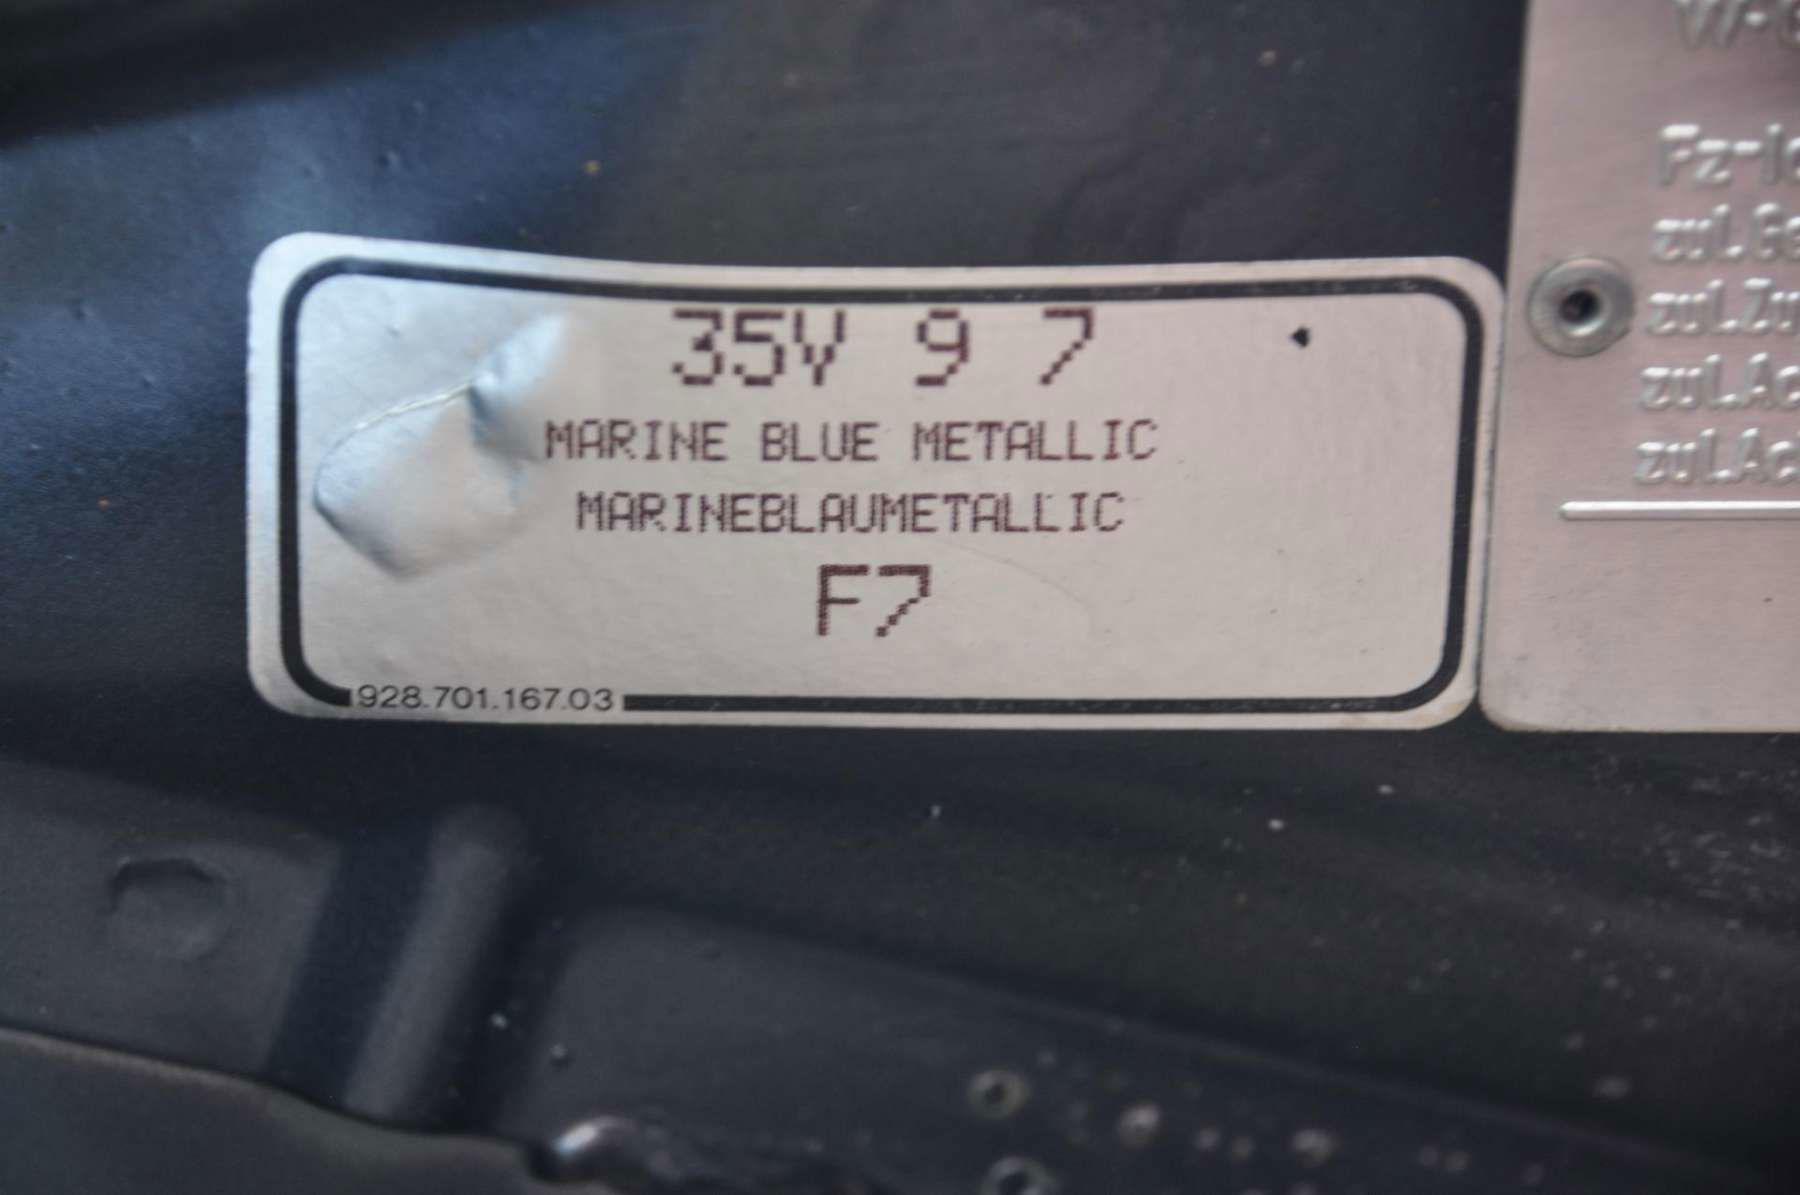 35V 9 7
MARINE BLUE METALLIC
MARINEBLAUMETALLIC
F7
928.701.167.03